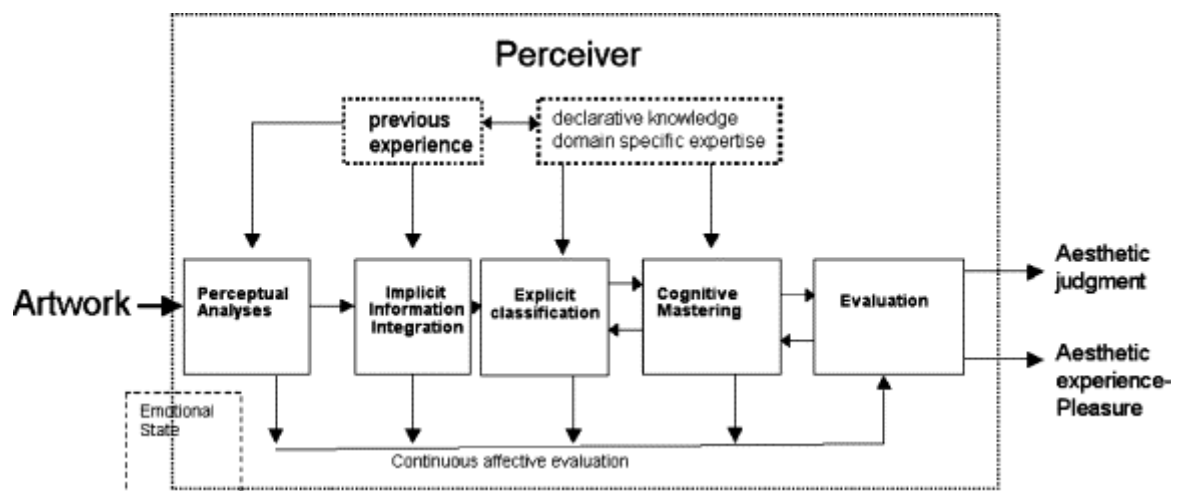 Perceiver
previous
experience
declarative knowledge
domain specific expertise
Artwork
Perceptual
Analyses
Implicit
Information
Integration
Explicit
classification
Cognitive
Mastering
Evaluation
Aesthetic
judgment
Aesthetic
experience-
Pleasure
Emotional
State
Continuous affective evaluation